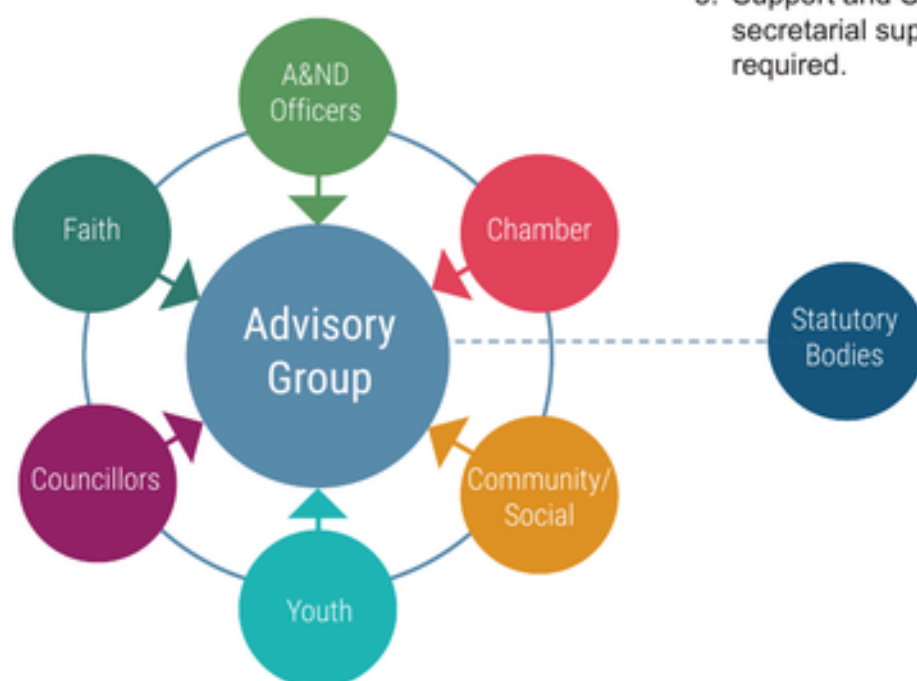 secretarial sup
required.
A&ND
Officers
Faith
Chamber
Advisory
Group
Statutory
Bodies
Councillors
Community/
Social
Youth